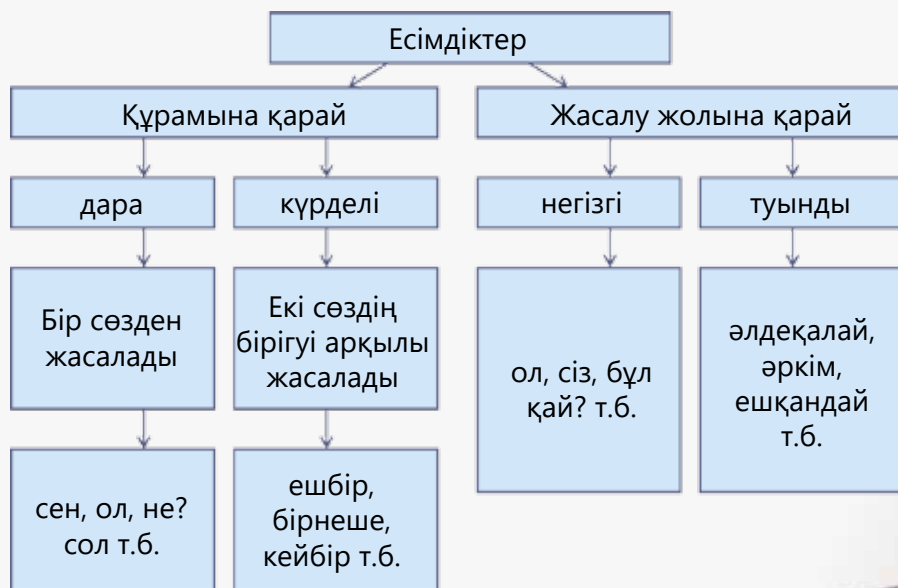 Есімдіктер
Құрамына қарай
Жасалу жолына қарай
дара
күрделі
негізгі
туынды
Бір сөзден
жасалады
Екі сөздің
бірігуі арқылы
жасалады
ол, сіз, бұл
қай? т.б.
әлдеқалай,
әркім,
ешқандай
т.б.
сен, ол, не?
сол т.б.
ешбір,
бірнеше,
кейбір т.б.